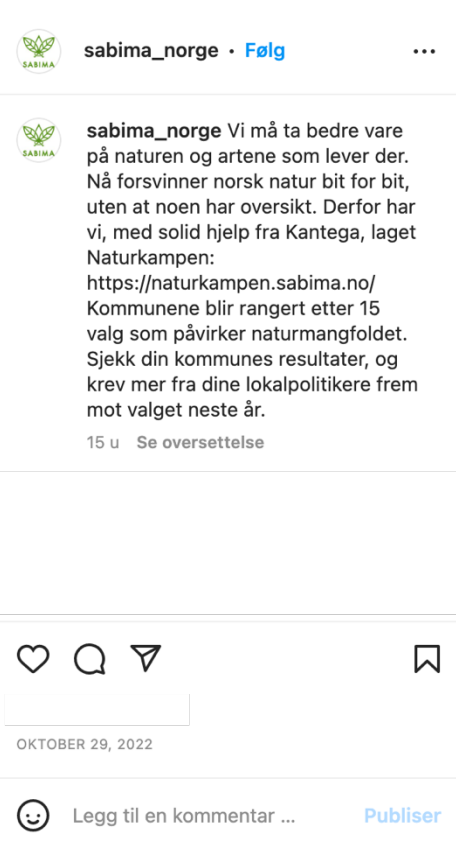 SABIMA
sabima_norge • Følg
SABIMA
sabima_norge Vi må ta bedre vare
på naturen og artene som lever der.
Nå forsvinner norsk natur bit for bit,
uten at noen har oversikt. Derfor har
vi, med solid hjelp fra Kantega, laget
Naturkampen:
https://naturkampen.sabima.no/
Kommunene blir rangert etter 15
valg som påvirker naturmangfoldet.
Sjekk din kommunes resultater, og
krev mer fra dine lokalpolitikere frem
mot valget neste år.
15 u Se oversettelse
OKTOBER 29, 2022
Legg til en kommentar ... Publiser